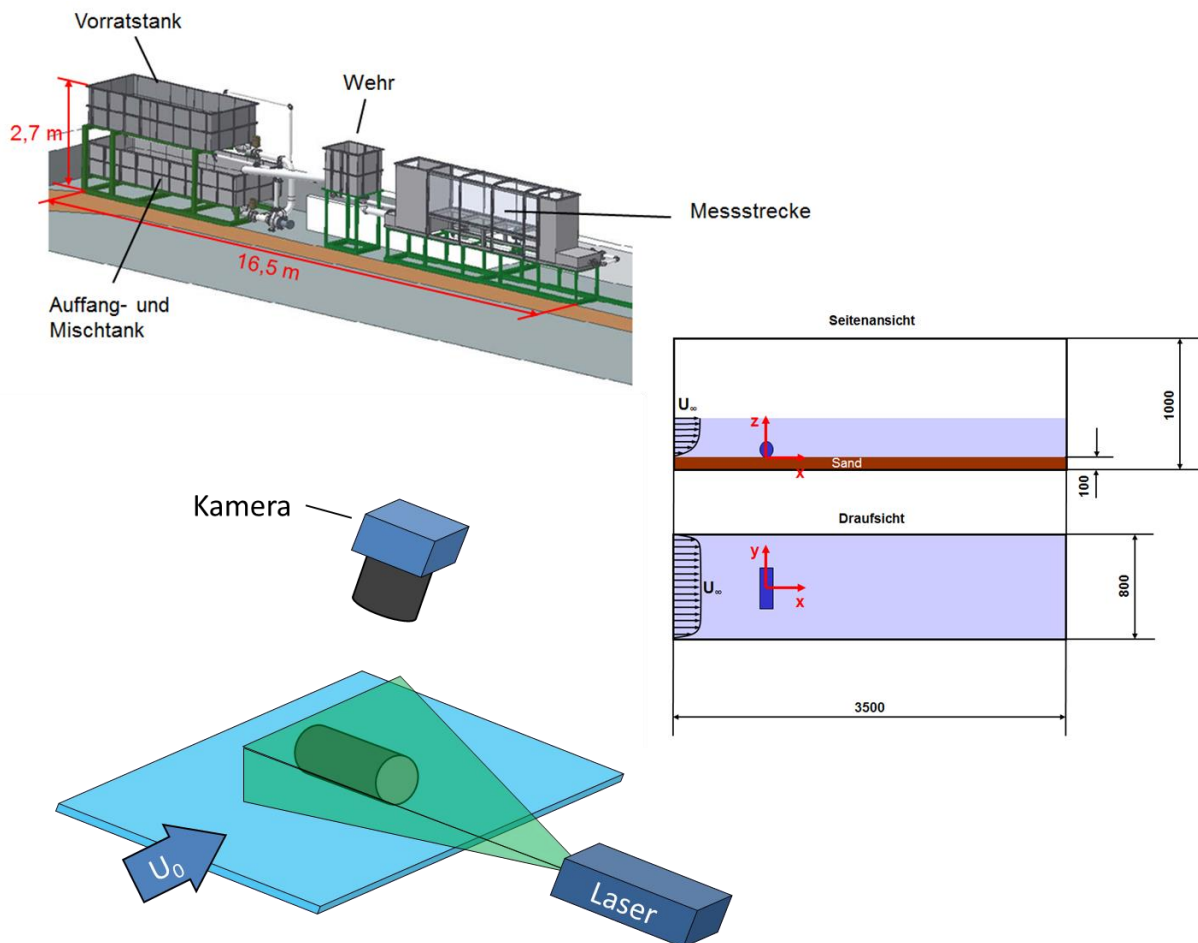 Vorratstank
Wehr
2,7 m
Messstrecke
16,5 m
Auffang- und
Mischtank
Seitenansicht
U∞
z
x
Sand
1000
100
Draufsicht
y
x
U∞
800
3500
Kamera
U₀
Laser